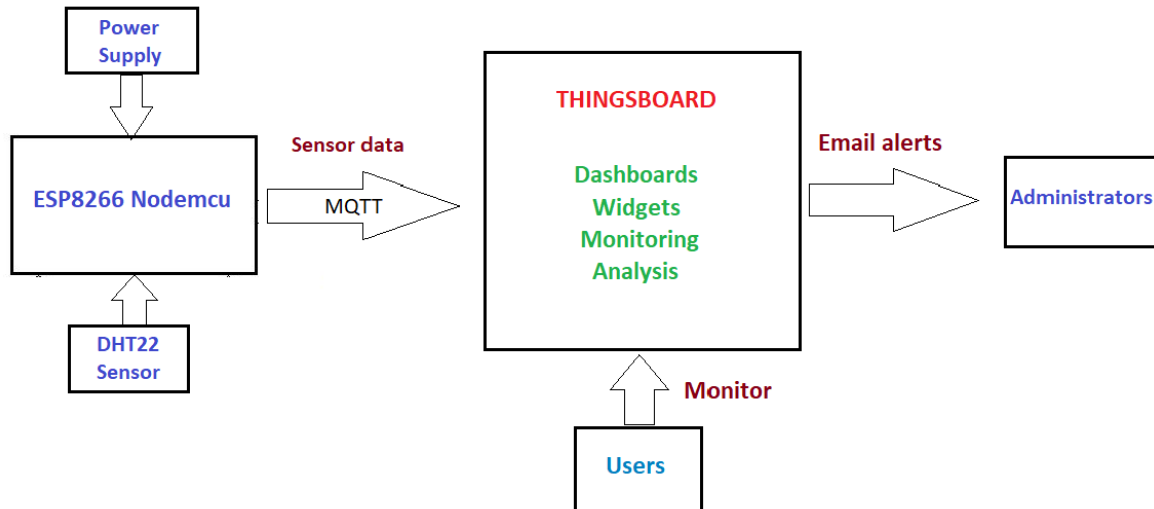 Power
Supply
ESP8266 Nodemcu
DHT22
Sensor
Sensor data
MQTT
THINGSBOARD
Dashboards
Widgets
Monitoring
Analysis
Monitor
Users
Email alerts
Administrators